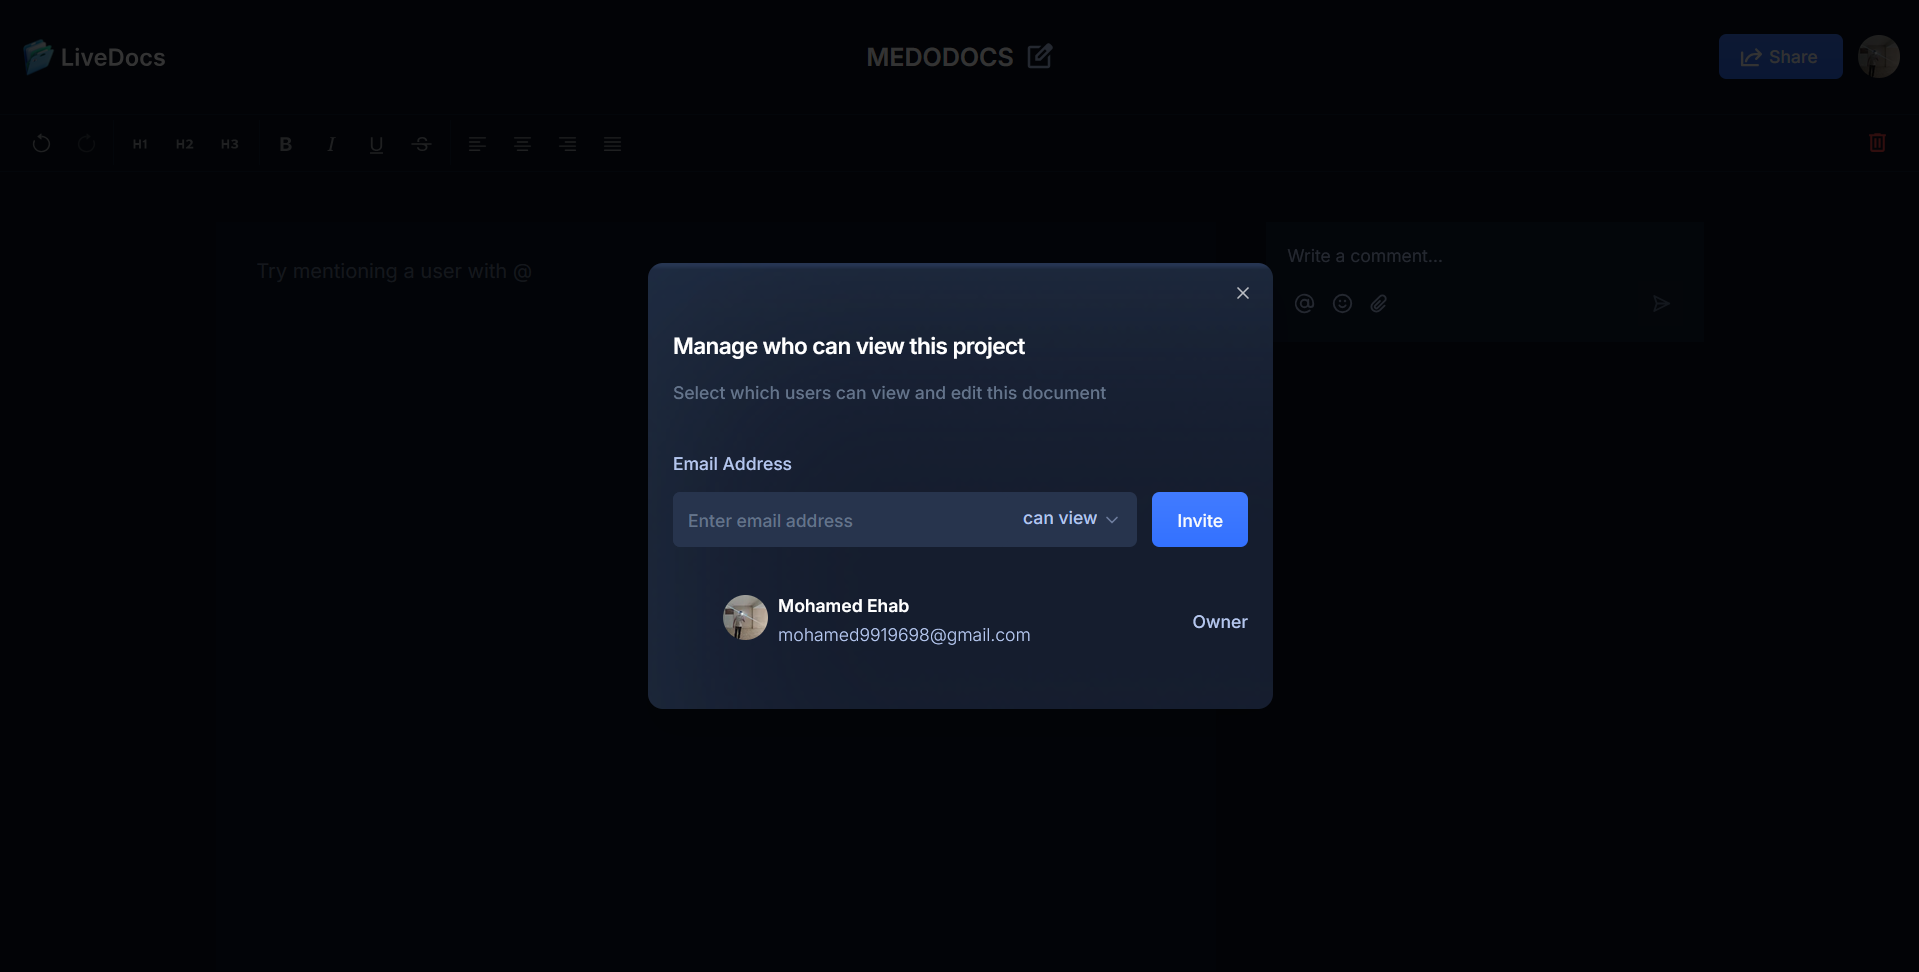 LiveDocs
MEDODOCS
Share
H1 H2 H3 B I U S
Try mentioning a user with @
Write a comment...
Manage who can view this project
Select which users can view and edit this document
Email Address
Enter email address
can view
Invite
Mohamed Ehab
mohamed9919698@gmail.com
Owner